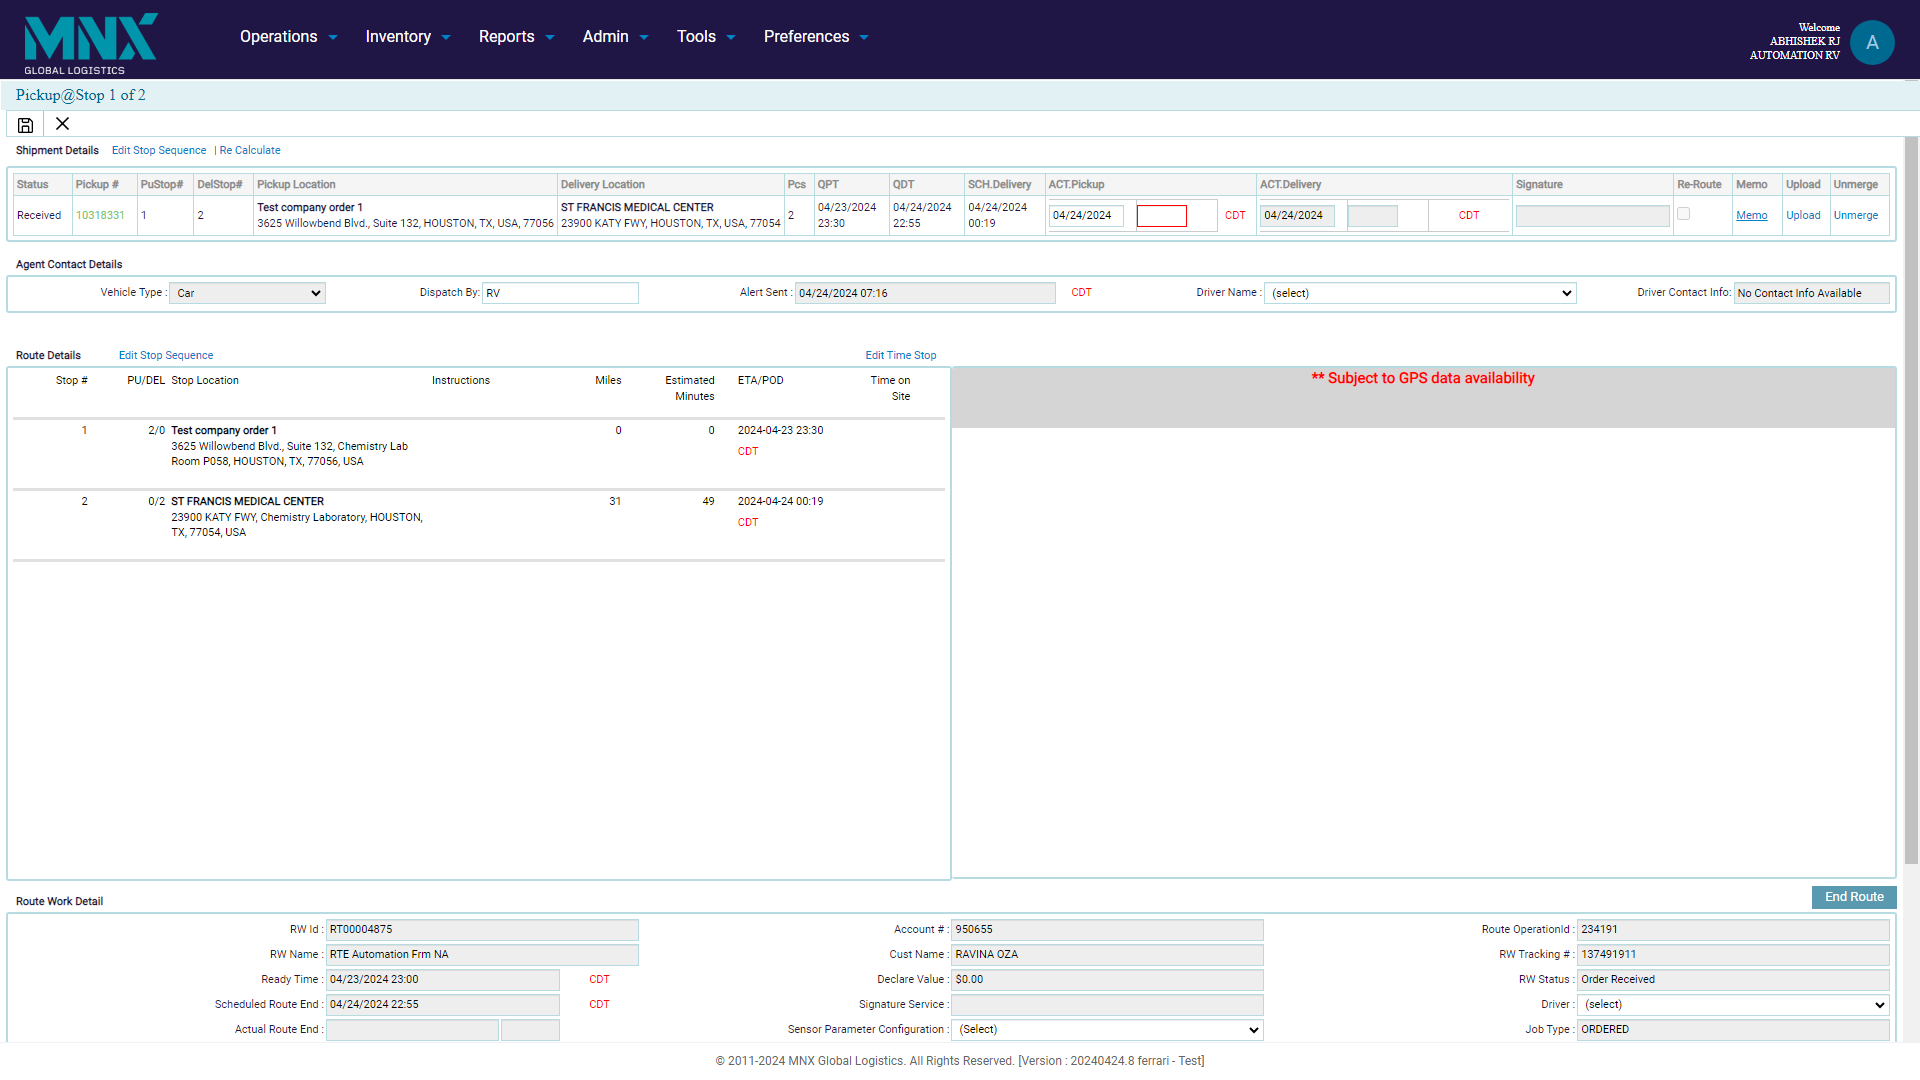 MNX
GLOBAL LOGISTICS
Operations Inventory Reports Admin Tools Preferences
Welcome
ABHISHEK RJ
AUTOMATION RV
A
Pickup@Stop 1 of 2
Shipment Details Edit Stop Sequence | Re Calculate
Status Pickup # PuStop# DelStop# Pickup Location Delivery Location Pcs QPT QDT SCH.Delivery ACT.Pickup ACT.Delivery Signature Re-Route Memo Upload Unmerge
Received 10318331 1 2 Test company order 1 ST FRANCIS MEDICAL CENTER 2 04/23/2024 04/24/2024 04/24/2024 04/24/2024 CDT 04/24/2024 CDT Memo Upload Unmerge
3625 Willowbend Blvd., Suite 132, HOUSTON, TX, USA, 77056 23900 KATY FWY, HOUSTON, TX, USA, 77054 23:30 22:55 00:19
Agent Contact Details
Vehicle Type : Car Dispatch By: RV Alert Sent : 04/24/2024 07:16 CDT Driver Name : (select) Driver Contact Info: No Contact Info Available
Route Details Edit Stop Sequence Edit Time Stop
Stop # PU/DEL Stop Location Instructions Miles Estimated Minutes ETA/POD Time on Site
** Subject to GPS data availability
1 2/0 Test company order 1 0 0 2024-04-23 23:30
3625 Willowbend Blvd., Suite 132, Chemistry Lab CDT
Room P058, HOUSTON, TX, 77056, USA
2 0/2 ST FRANCIS MEDICAL CENTER 31 49 2024-04-24 00:19
23900 KATY FWY, Chemistry Laboratory, HOUSTON, CDT
TX, 77054, USA
End Route
Route Work Detail
RW Id : RT00004875 Account # : 950655 Route OperationId : 234191
RW Name : RTE Automation Frm NA Cust Name : RAVINA OZA RW Tracking # : 137491911
Ready Time : 04/23/2024 23:00 CDT Declare Value : $0.00 RW Status : Order Received
Scheduled Route End : 04/24/2024 22:55 CDT Signature Service : Driver : (select)
Actual Route End : Sensor Parameter Configuration : (Select) Job Type : ORDERED
© 2011-2024 MNX Global Logistics. All Rights Reserved. [Version : 20240424.8 ferrari - Test]